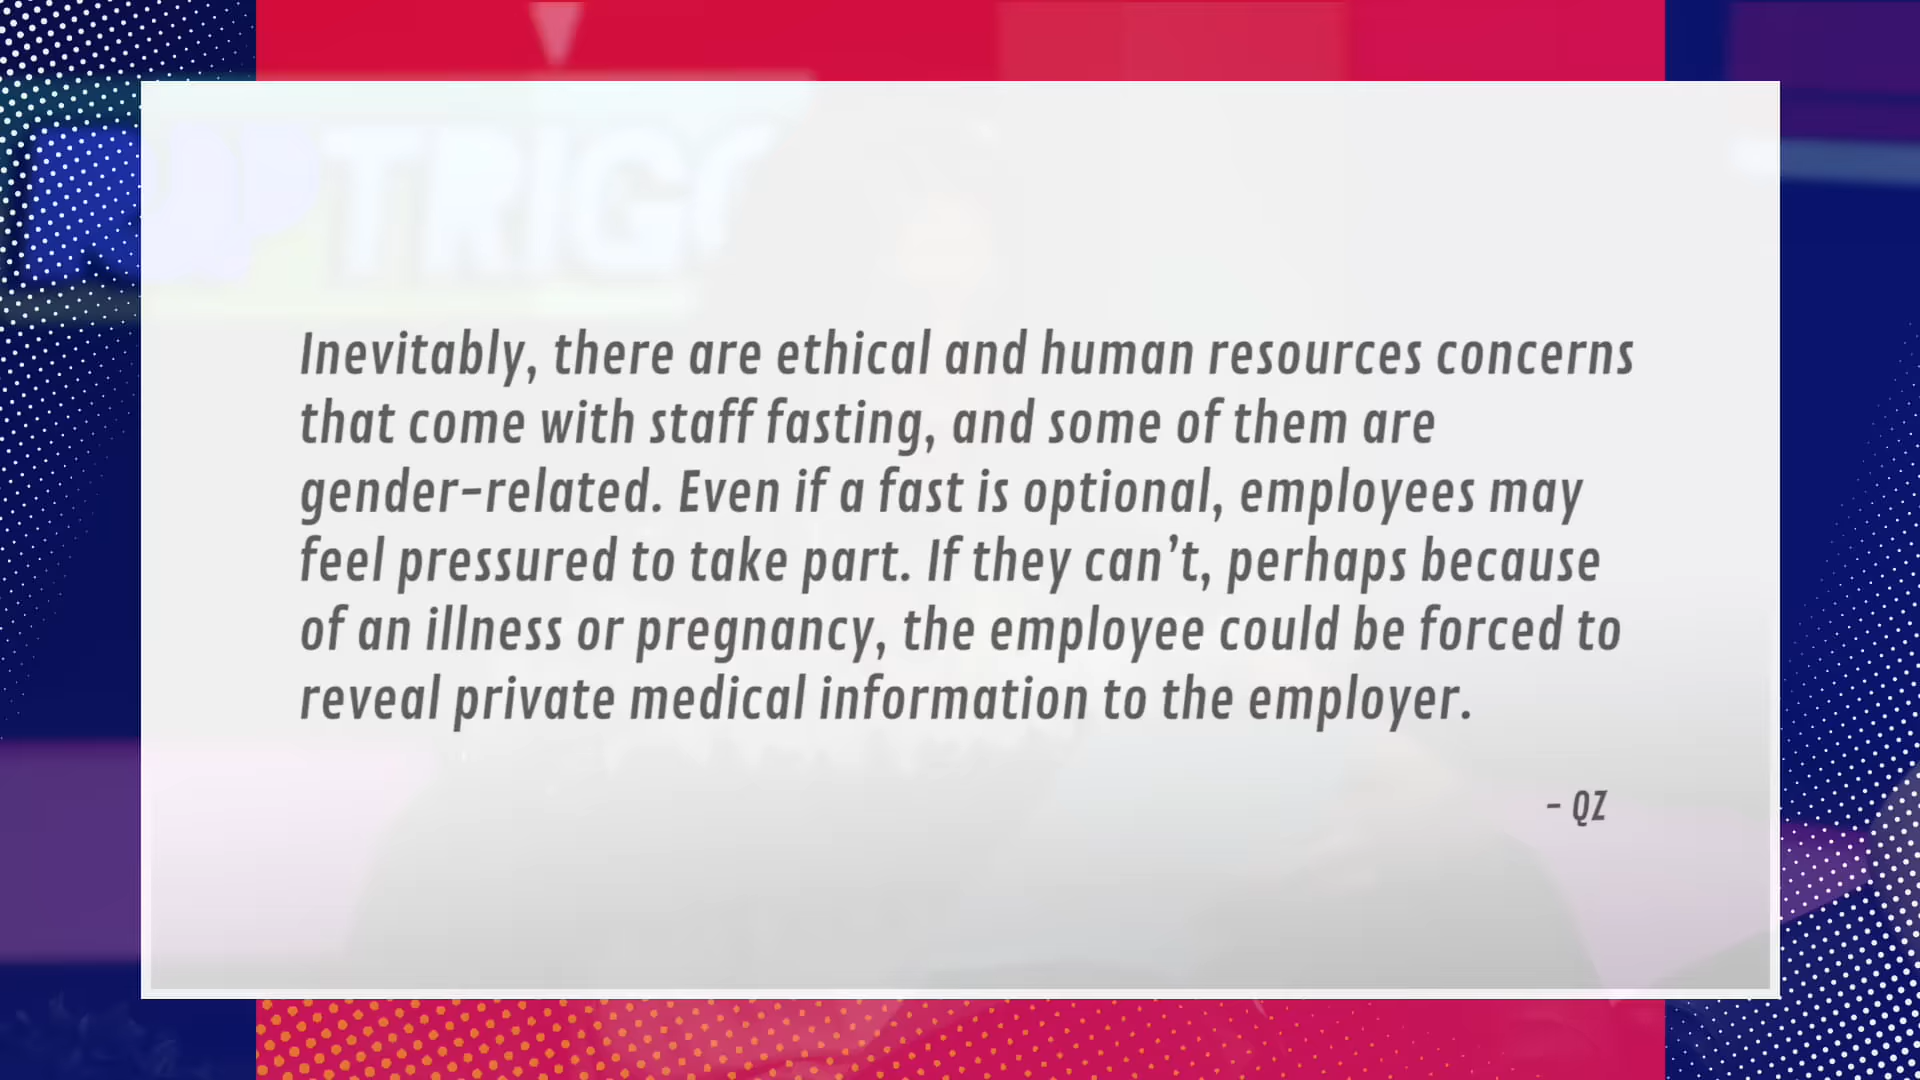 TRIG
Inevitably, there are ethical and human resources concerns
that come with staff fasting, and some of them are
gender-related. Even if a fast is optional, employees may
feel pressured to take part. If they can’t, perhaps because
of an illness or pregnancy, the employee could be forced to
reveal private medical information to the employer.
- QZ